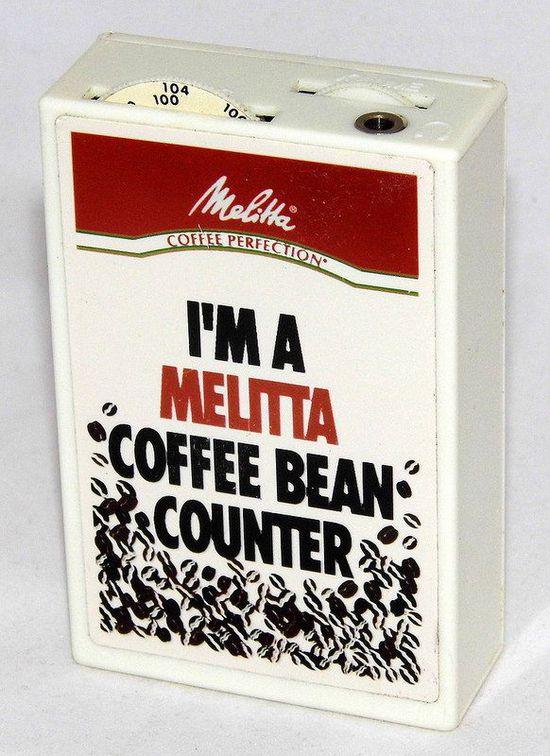 104
100
Melitta®
COFFEE PERFECTION®
I'M A
MELITTA
COFFEE BEAN
COUNTER